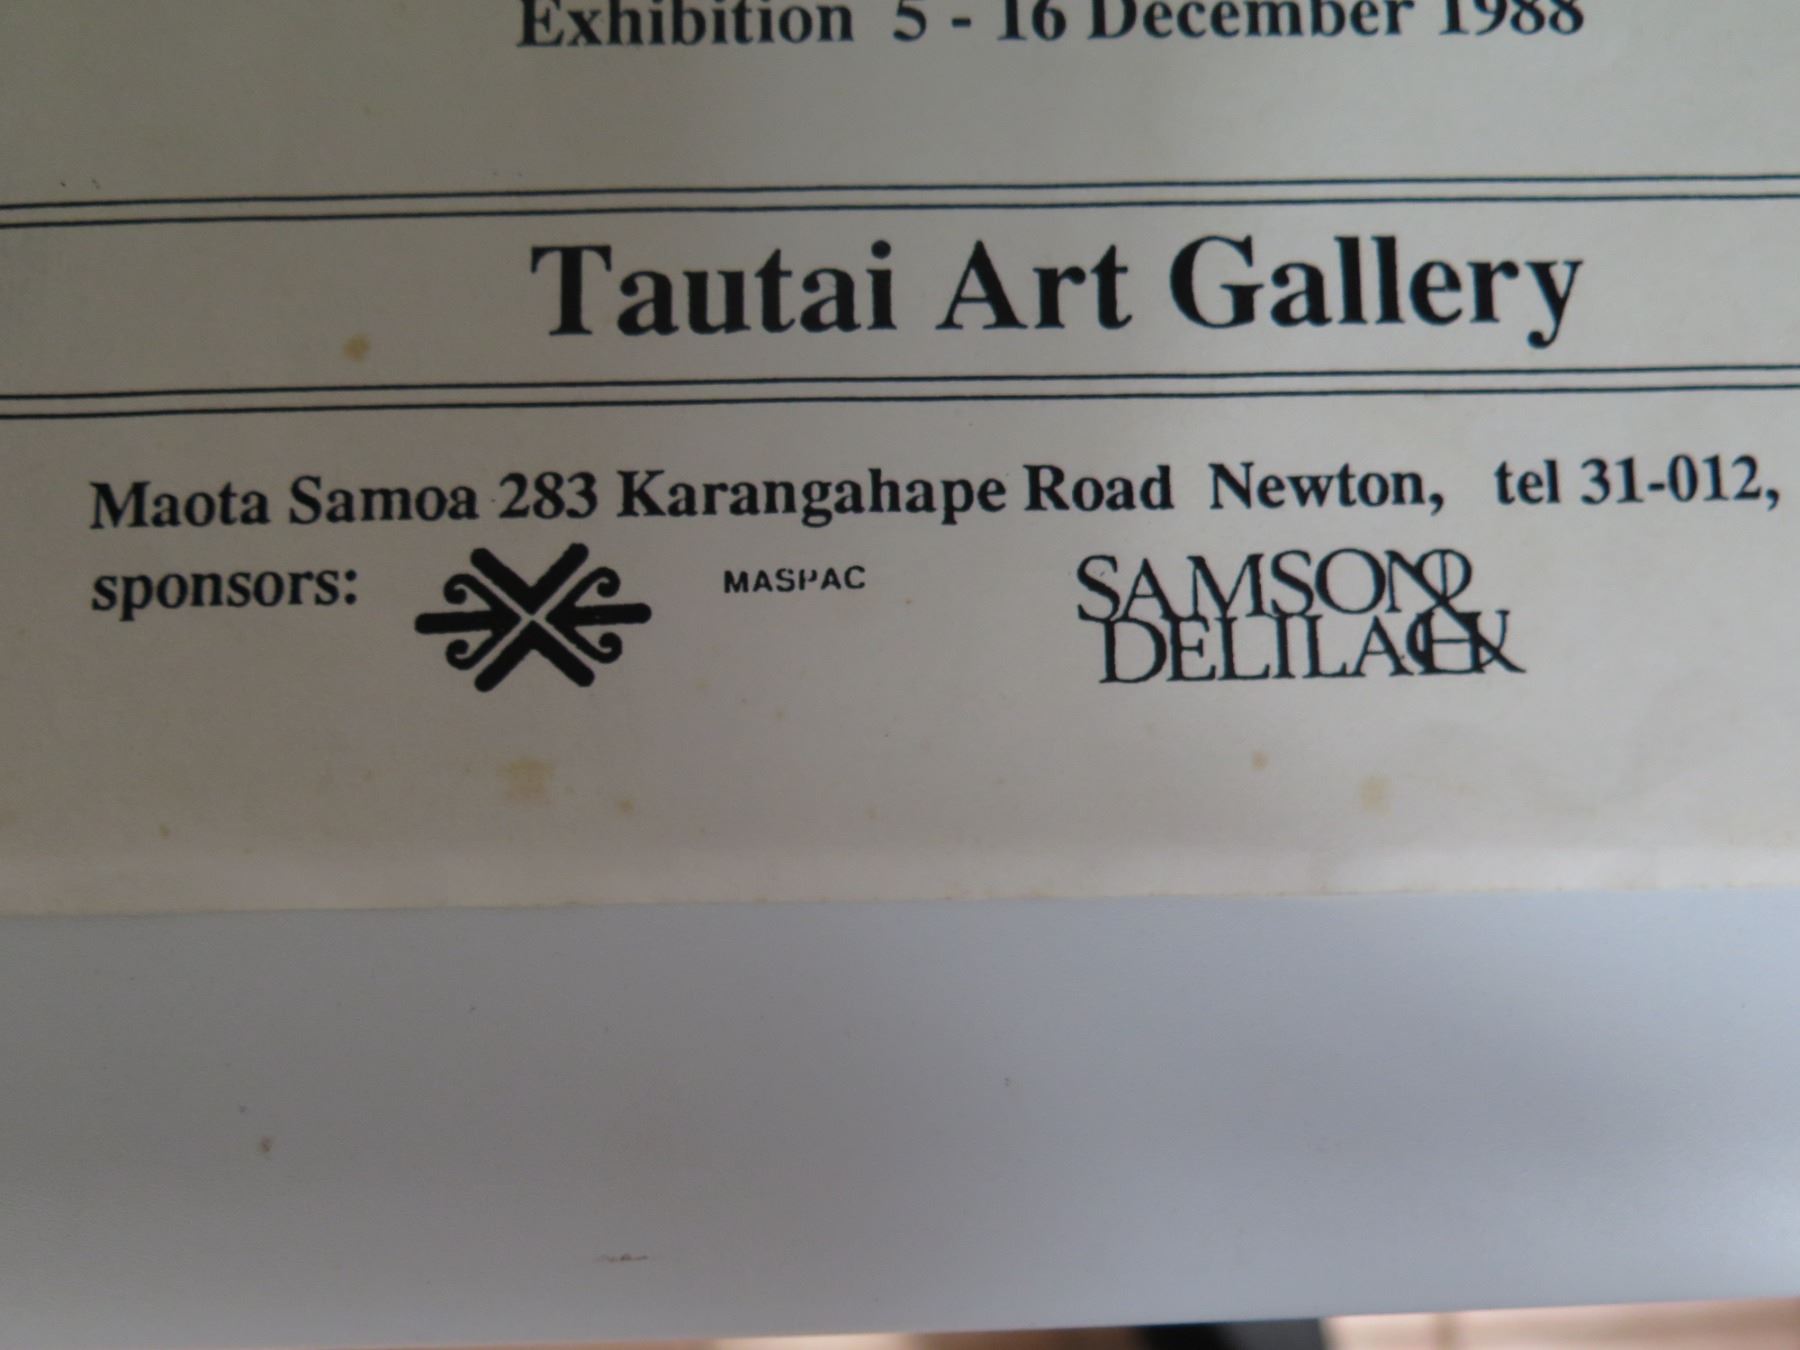 Exhibition 5 - 16 December 1988
Tautai Art Gallery
Maota Samoa 283 Karangahape Road Newton, tel 31-012,
sponsors:
MASPAC
SAMSON &
DELILAH